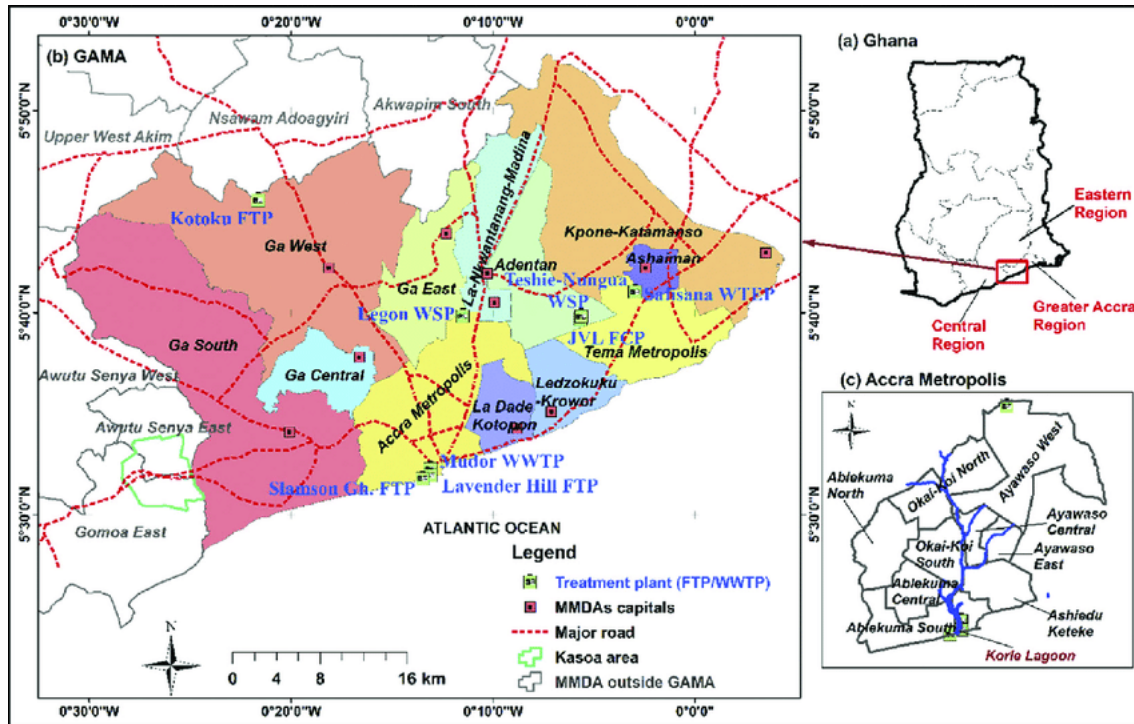 0°30'0"W 0°20'0"W 0°10'0"W 0°0'0"W
(b) GAMA
Akwapim South
Nsawam Adoagyiri
Upper West Akim
5°50'0"N
5°50'0"N
Kotoku FTP
Ga West
La-Nkwantanang-Madina
Kpone-Katamanso
Ashaiman
Adentan
Ga East
Teshie-Nungua
WSP
Legon WSP
5°40'0"N
5°40'0"N
JVL FCP
Tema Metropolis
Ga South
Ga Central
Awutu Senya West
Accra Metropolis
Ledzokuku
-Krowor
La Dade
Kotopon
Awutu Senya East
Mudor WWTP
Slamson Gh. FTP
Lavender Hill FTP
5°30'0"N
5°30'0"N
Gomoa East
ATLANTIC OCEAN
Legend
Treatment plant (FTP/WWTP)
MMDAs capitals
Major road
Kasoa area
MMDA outside GAMA
N
0 4 8 16 km
0°30'0"W 0°20'0"W 0°10'0"W 0°0'0"W
(a) Ghana
Eastern
Region
Greater Accra
Region
Central
Region
(c) Accra Metropolis
N
Okai-Koi North
Ayawaso West
Ablekuma
North
Ayawaso
Central
Okai-Koi
South
Ayawaso
East
Ablekuma
Central
Ashiedu
Keteke
Ablekuma South
Korle Lagoon